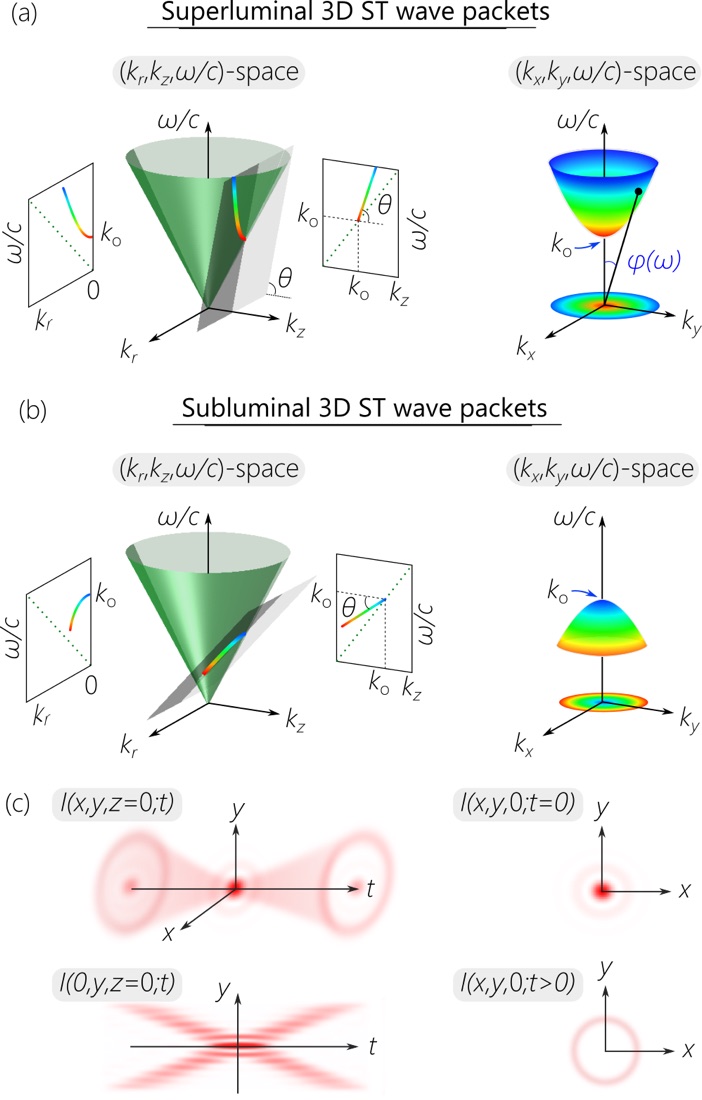 (a)
Superluminal 3D ST wave packets
(kr,kz,ω/c)-space
(kx,ky,ω/c)-space
ω/c
ω/c
ω/c
ko
0
kr
θ
kr
kz
ko
θ
ω/c
ko
kz
ko
φ(ω)
kx
ky
(b)
Subluminal 3D ST wave packets
(kr,kz,ω/c)-space
(kx,ky,ω/c)-space
ω/c
ω/c
ω/c
ko
0
kr
kr
kz
ko
θ
ω/c
ko
kz
ko
kx
ky
(c)
I(x,y,z=0;t)
y
t
x
I(x,y,0;t=0)
y
x
I(0,y,z=0;t)
y
t
I(x,y,0;t>0)
y
x